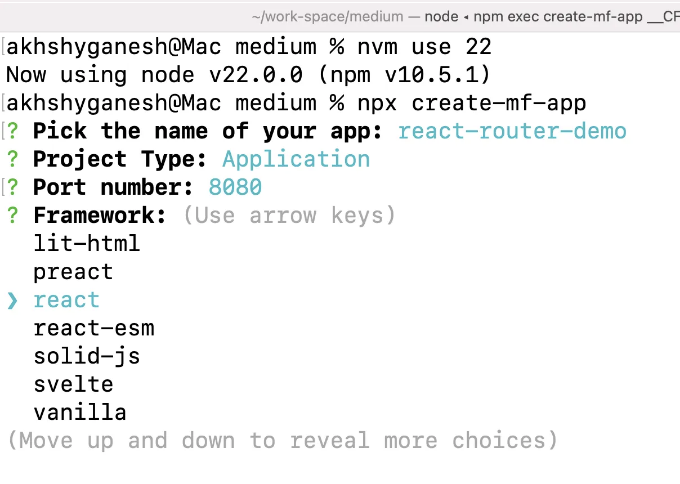 ~/work-space/medium — node ◂ npm exec create-mf-app __CF
[akhshyganesh@Mac medium % nvm use 22
Now using node v22.0.0 (npm v10.5.1)
[akhshyganesh@Mac medium % npx create-mf-app
[? Pick the name of your app: react-router-demo
? Project Type: Application
[? Port number: 8080
? Framework: (Use arrow keys)
lit-html
preact
❯ react
react-esm
solid-js
svelte
vanilla
(Move up and down to reveal more choices)